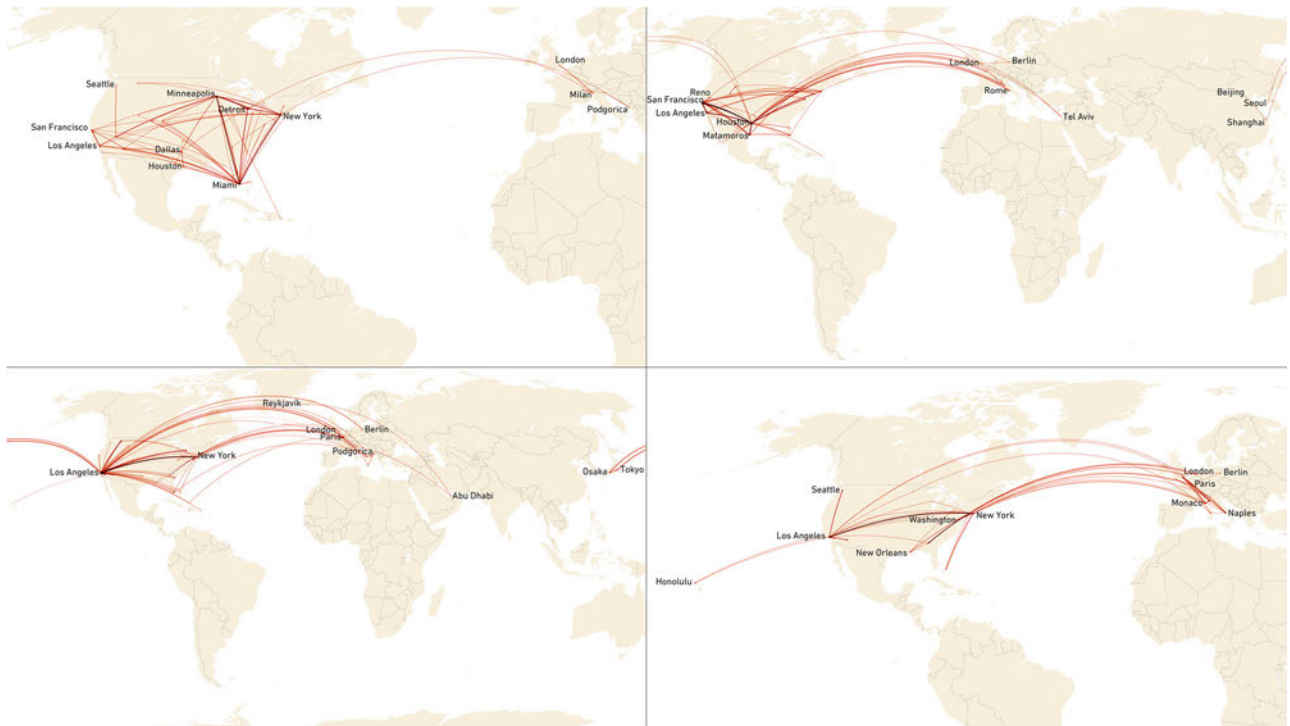 London
Seattle
Minneapolis
Milan
Detroit
Podgorica
New York
San Francisco
Los Angeles
Dallas
Houston
Miami
London
Berlin
Reno
Rome
Beijing
San Francisco
Seoul
Los Angeles
Houston
Tel Aviv
Shanghai
Matamoros
Reykjavík
London
Berlin
Paris
New York
Podgorica
Los Angeles
Osaka
Tokyo
Abu Dhabi
London
Berlin
Paris
Seattle
Monaco
Naples
Washington
New York
Los Angeles
New Orleans
Honolulu